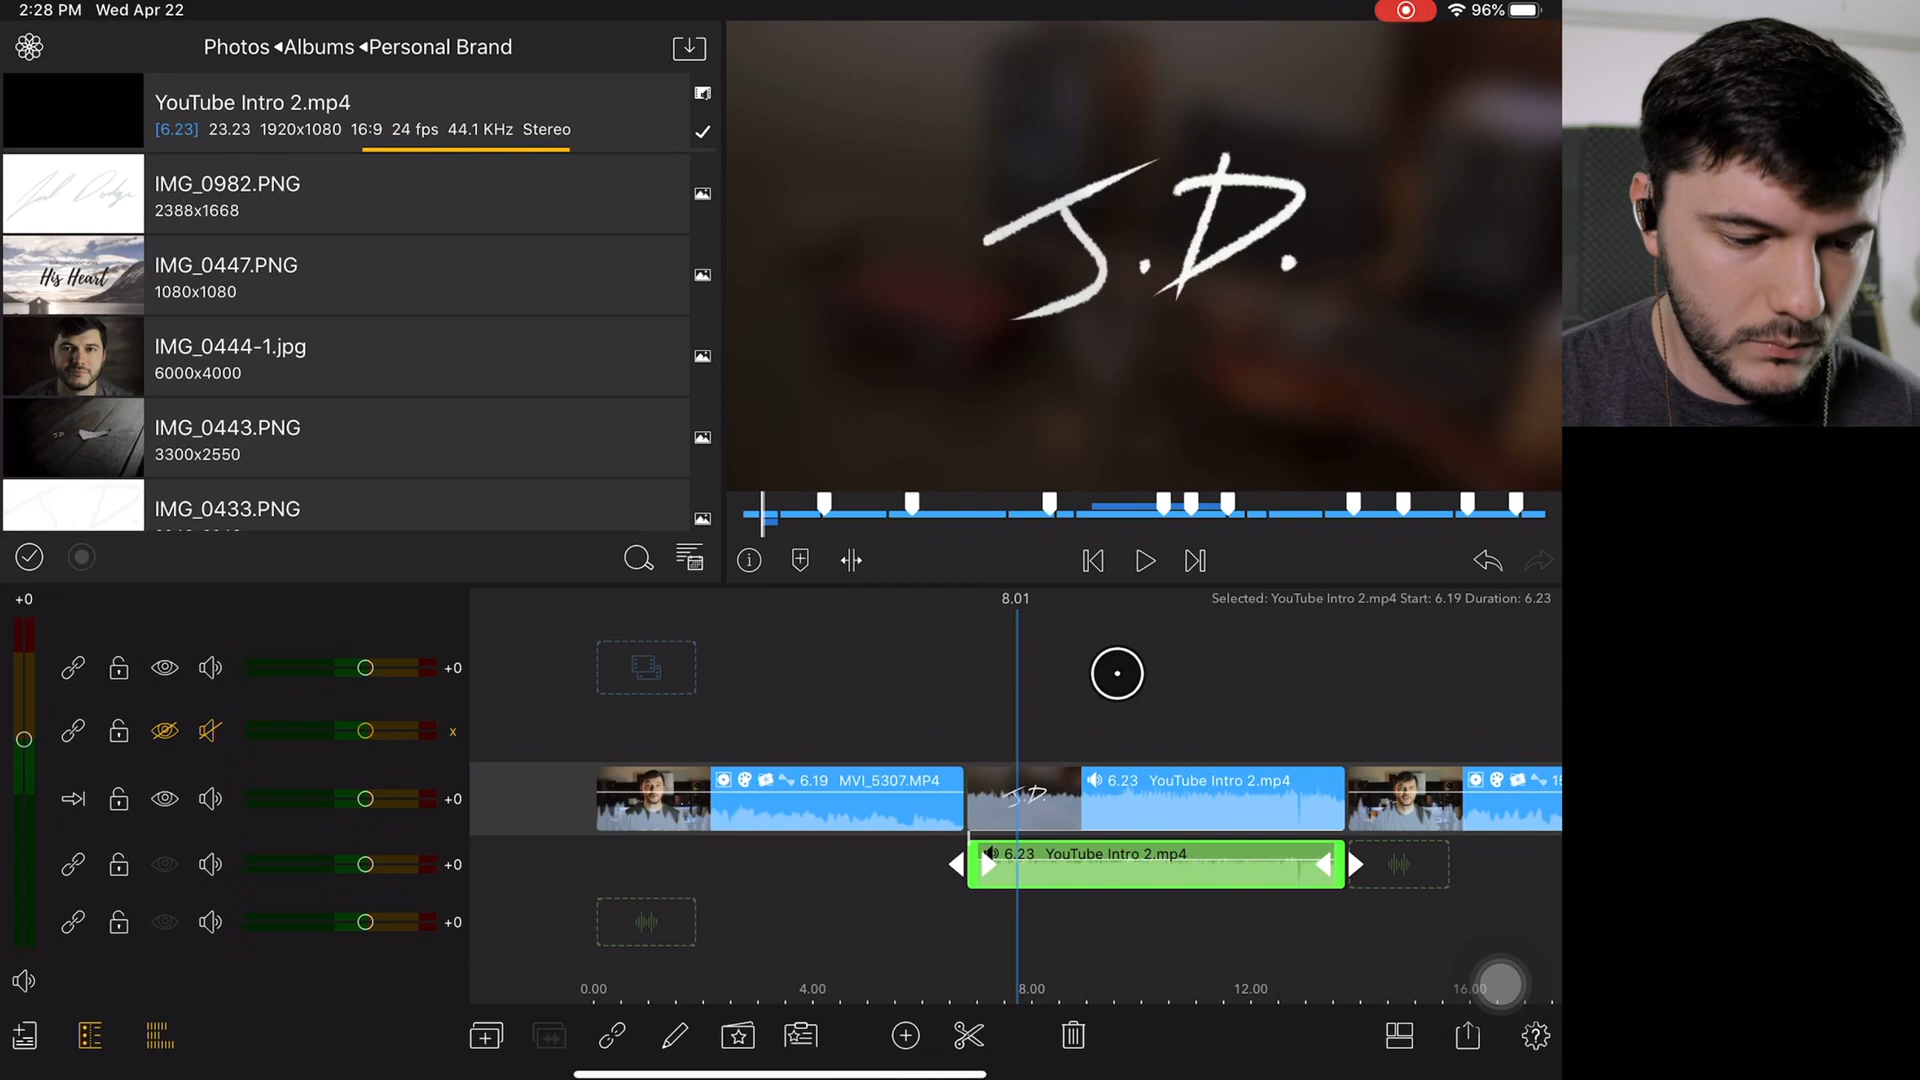 2:28 PM Wed Apr 22
96%
Photos Albums Personal Brand
YouTube Intro 2.mp4
[6.23] 23.23 1920x1080 16:9 24 fps 44.1 KHz Stereo
IMG_0982.PNG
2388x1668
IMG_0447.PNG
1080x1080
His Heart
IMG_0444-1.jpg
6000x4000
IMG_0443.PNG
3300x2550
IMG_0433.PNG
J.D.
+0
8.01
Selected: YouTube Intro 2.mp4 Start: 6.19 Duration: 6.23
+0
x
6.19 MVI_5307.MP4
J.D.
6.23 YouTube Intro 2.mp4
15
+0
6.23 YouTube Intro 2.mp4
+0
+0
0.00 4.00 8.00 12.00 16.00